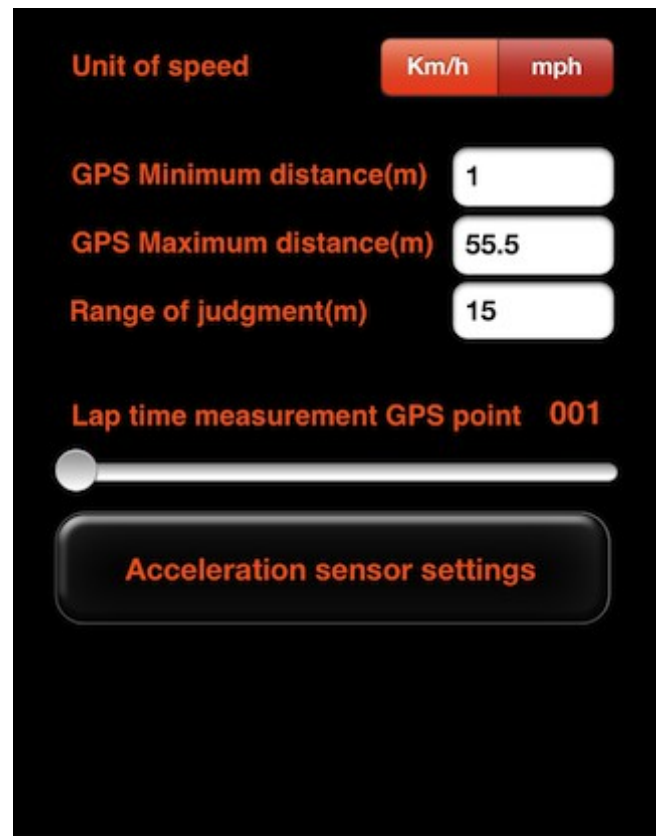 Unit of speed Km/h mph
GPS Minimum distance(m) 1
GPS Maximum distance(m) 55.5
Range of judgment(m) 15
Lap time measurement GPS point 001
Acceleration sensor settings